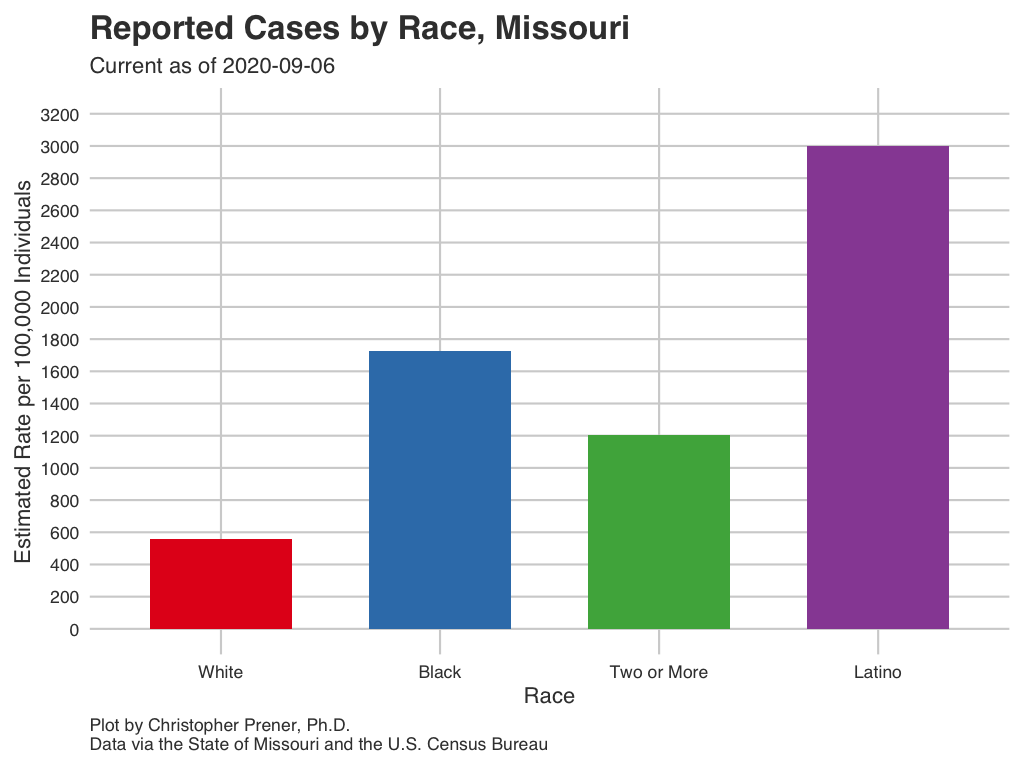 Reported Cases by Race, Missouri
Current as of 2020-09-06
Estimated Rate per 100,000 Individuals
3200
3000
2800
2600
2400
2200
2000
1800
1600
1400
1200
1000
800
600
400
200
0
White Black Two or More Latino
Race
Plot by Christopher Prener, Ph.D.
Data via the State of Missouri and the U.S. Census Bureau